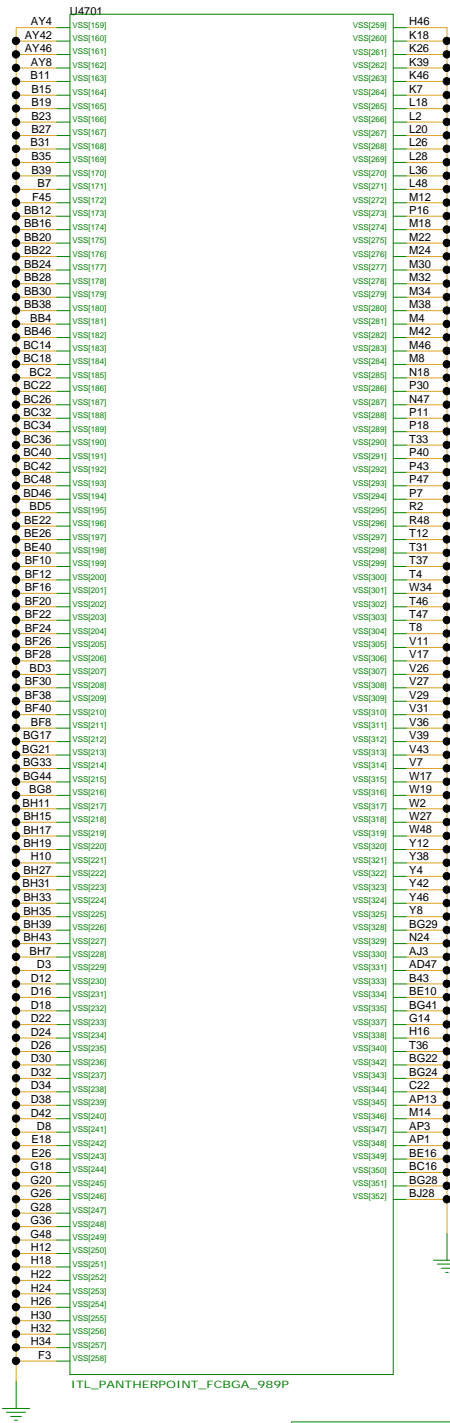 U4701
AY4 VSS[159] VSS[259] H46
AY42 VSS[160] VSS[260] K18
AY46 VSS[161] VSS[261] K26
AY8 VSS[162] VSS[262] K39
B11 VSS[163] VSS[263] K46
B15 VSS[164] VSS[264] K7
B19 VSS[165] VSS[265] L18
B23 VSS[166] VSS[266] L2
B27 VSS[167] VSS[267] L20
B31 VSS[168] VSS[268] L26
B35 VSS[169] VSS[269] L28
B39 VSS[170] VSS[270] L36
B7 VSS[171] VSS[271] L48
F45 VSS[172] VSS[272] M12
BB12 VSS[173] VSS[273] P16
BB16 VSS[174] VSS[274] M18
BB20 VSS[175] VSS[275] M22
BB22 VSS[176] VSS[276] M24
BB24 VSS[177] VSS[277] M30
BB28 VSS[178] VSS[278] M32
BB30 VSS[179] VSS[279] M34
BB38 VSS[180] VSS[280] M38
BB4 VSS[181] VSS[281] M4
BB46 VSS[182] VSS[282] M42
BC14 VSS[183] VSS[283] M46
BC18 VSS[184] VSS[284] M8
BC2 VSS[185] VSS[285] N18
BC22 VSS[186] VSS[286] P30
BC26 VSS[187] VSS[287] N47
BC32 VSS[188] VSS[288] P11
BC34 VSS[189] VSS[289] P18
BC36 VSS[190] VSS[290] T33
BC40 VSS[191] VSS[291] P40
BC42 VSS[192] VSS[292] P43
BC48 VSS[193] VSS[293] P47
BD46 VSS[194] VSS[294] P7
BD5 VSS[195] VSS[295] R2
BE22 VSS[196] VSS[296] R48
BE26 VSS[197] VSS[297] T12
BE40 VSS[198] VSS[298] T31
BF10 VSS[199] VSS[299] T37
BF12 VSS[200] VSS[300] T4
BF16 VSS[201] VSS[301] W34
BF20 VSS[202] VSS[302] T46
BF22 VSS[203] VSS[303] T47
BF24 VSS[204] VSS[304] T8
BF26 VSS[205] VSS[305] V11
BF28 VSS[206] VSS[306] V17
BD3 VSS[207] VSS[307] V26
BF30 VSS[208] VSS[308] V27
BF38 VSS[209] VSS[309] V29
BF40 VSS[210] VSS[310] V31
BF8 VSS[211] VSS[311] V36
BG17 VSS[212] VSS[312] V39
BG21 VSS[213] VSS[313] V43
BG33 VSS[214] VSS[314] V7
BG44 VSS[215] VSS[315] W17
BG8 VSS[216] VSS[316] W19
BH11 VSS[217] VSS[317] W2
BH15 VSS[218] VSS[318] W27
BH17 VSS[219] VSS[319] W48
BH19 VSS[220] VSS[320] Y12
H10 VSS[221] VSS[321] Y38
BH27 VSS[222] VSS[322] Y4
BH31 VSS[223] VSS[323] Y42
BH33 VSS[224] VSS[324] Y46
BH35 VSS[225] VSS[325] Y8
BH39 VSS[226] VSS[328] BG29
BH43 VSS[227] VSS[329] N24
BH7 VSS[228] VSS[330] AJ3
D3 VSS[229] VSS[331] AD47
D12 VSS[230] VSS[333] B43
D16 VSS[231] VSS[334] BE10
D18 VSS[232] VSS[335] BG41
D22 VSS[233] VSS[337] G14
D24 VSS[234] VSS[338] H16
D26 VSS[235] VSS[340] T36
D30 VSS[236] VSS[342] BG22
D32 VSS[237] VSS[343] BG24
D34 VSS[238] VSS[344] C22
D38 VSS[239] VSS[345] AP13
D42 VSS[240] VSS[346] M14
D8 VSS[241] VSS[347] AP3
E18 VSS[242] VSS[348] AP1
E26 VSS[243] VSS[349] BE16
G18 VSS[244] VSS[350] BC16
G20 VSS[245] VSS[351] BG28
G26 VSS[246] VSS[352] BJ28
G28 VSS[247]
G36 VSS[248]
G48 VSS[249]
H12 VSS[250]
H18 VSS[251]
H22 VSS[252]
H24 VSS[253]
H26 VSS[254]
H30 VSS[255]
H32 VSS[256]
H34 VSS[257]
F3 VSS[258]
ITL_PANTHERPOINT_FCBGA_989P